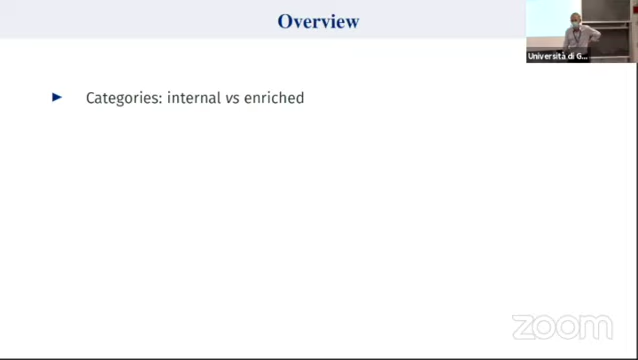 Overview
Università di G...
► Categories: internal vs enriched
zoom